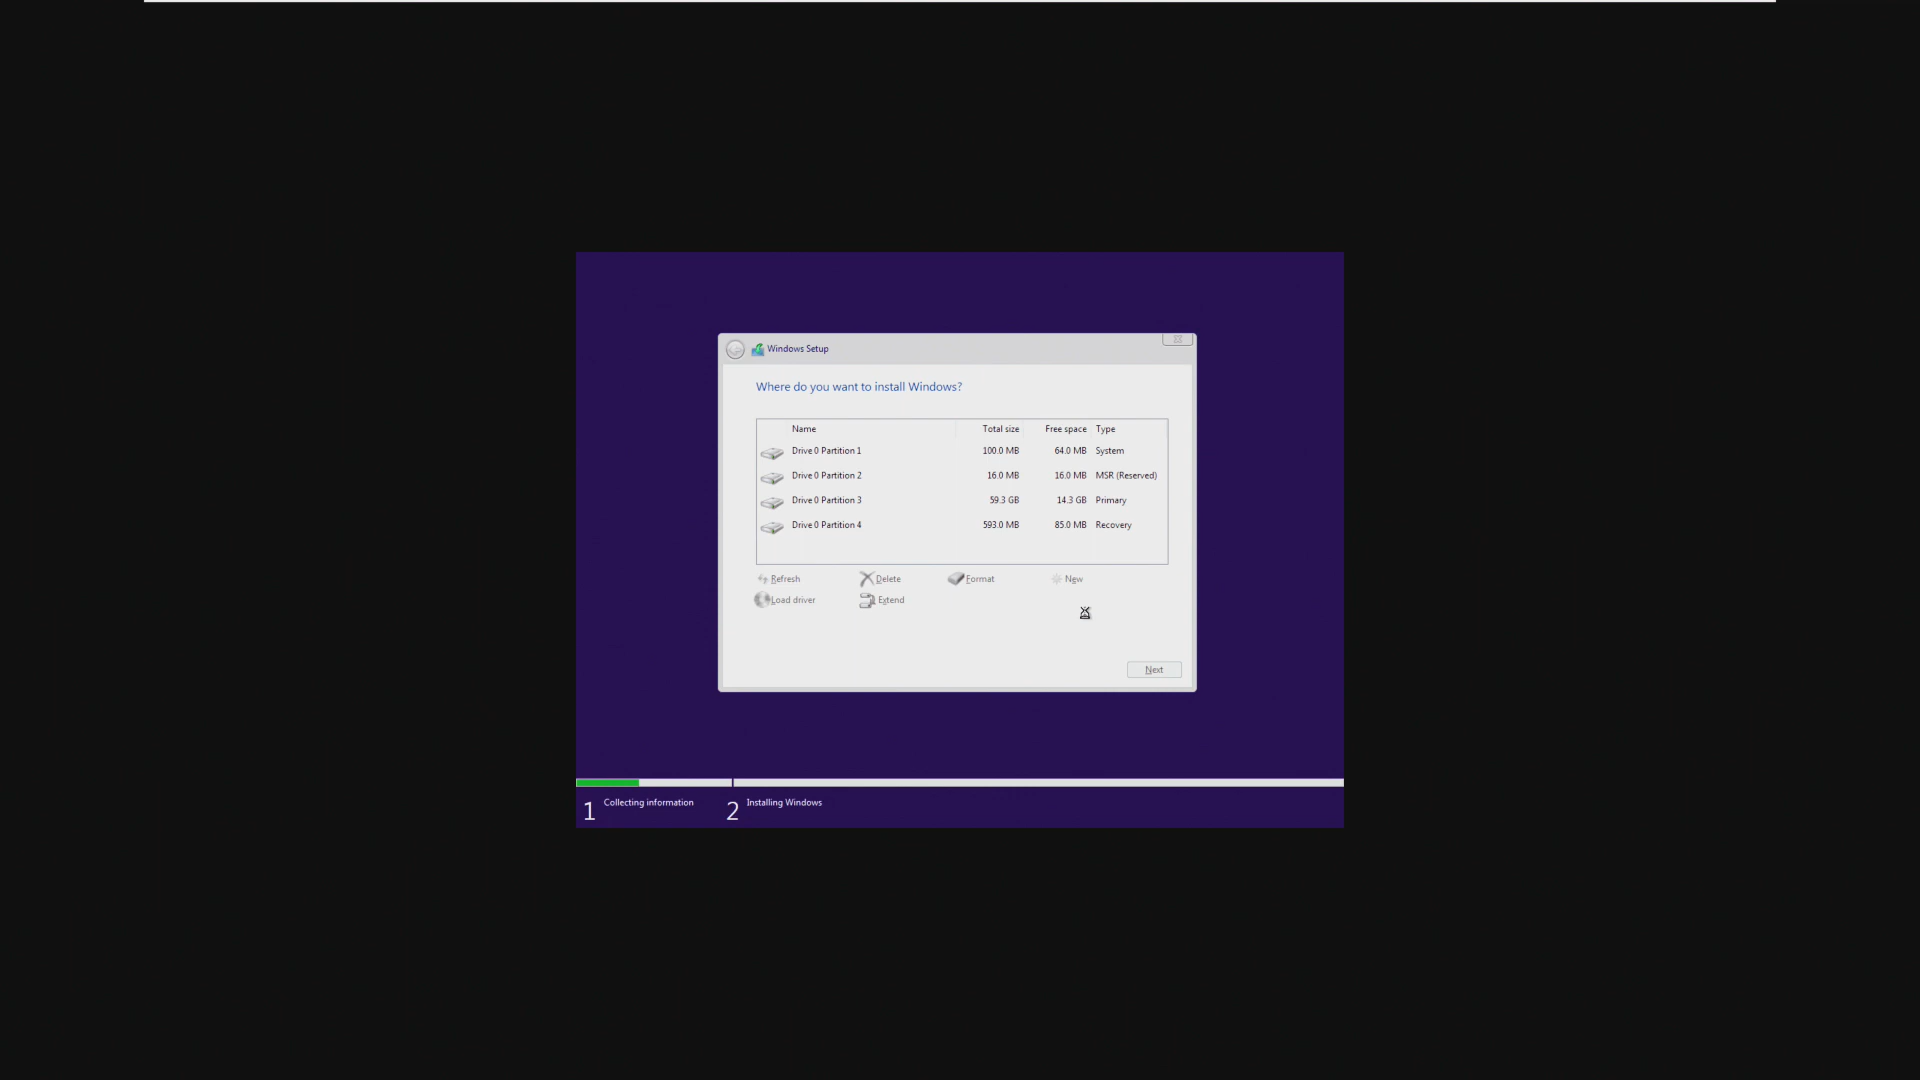 Windows Setup
Where do you want to install Windows?
Name Total size Free space Type
Drive 0 Partition 1 100.0 MB 64.0 MB System
Drive 0 Partition 2 16.0 MB 16.0 MB MSR (Reserved)
Drive 0 Partition 3 59.3 GB 14.3 GB Primary
Drive 0 Partition 4 593.0 MB 85.0 MB Recovery
Refresh Delete Format New
Load driver Extend
Next
1 Collecting information 2 Installing Windows